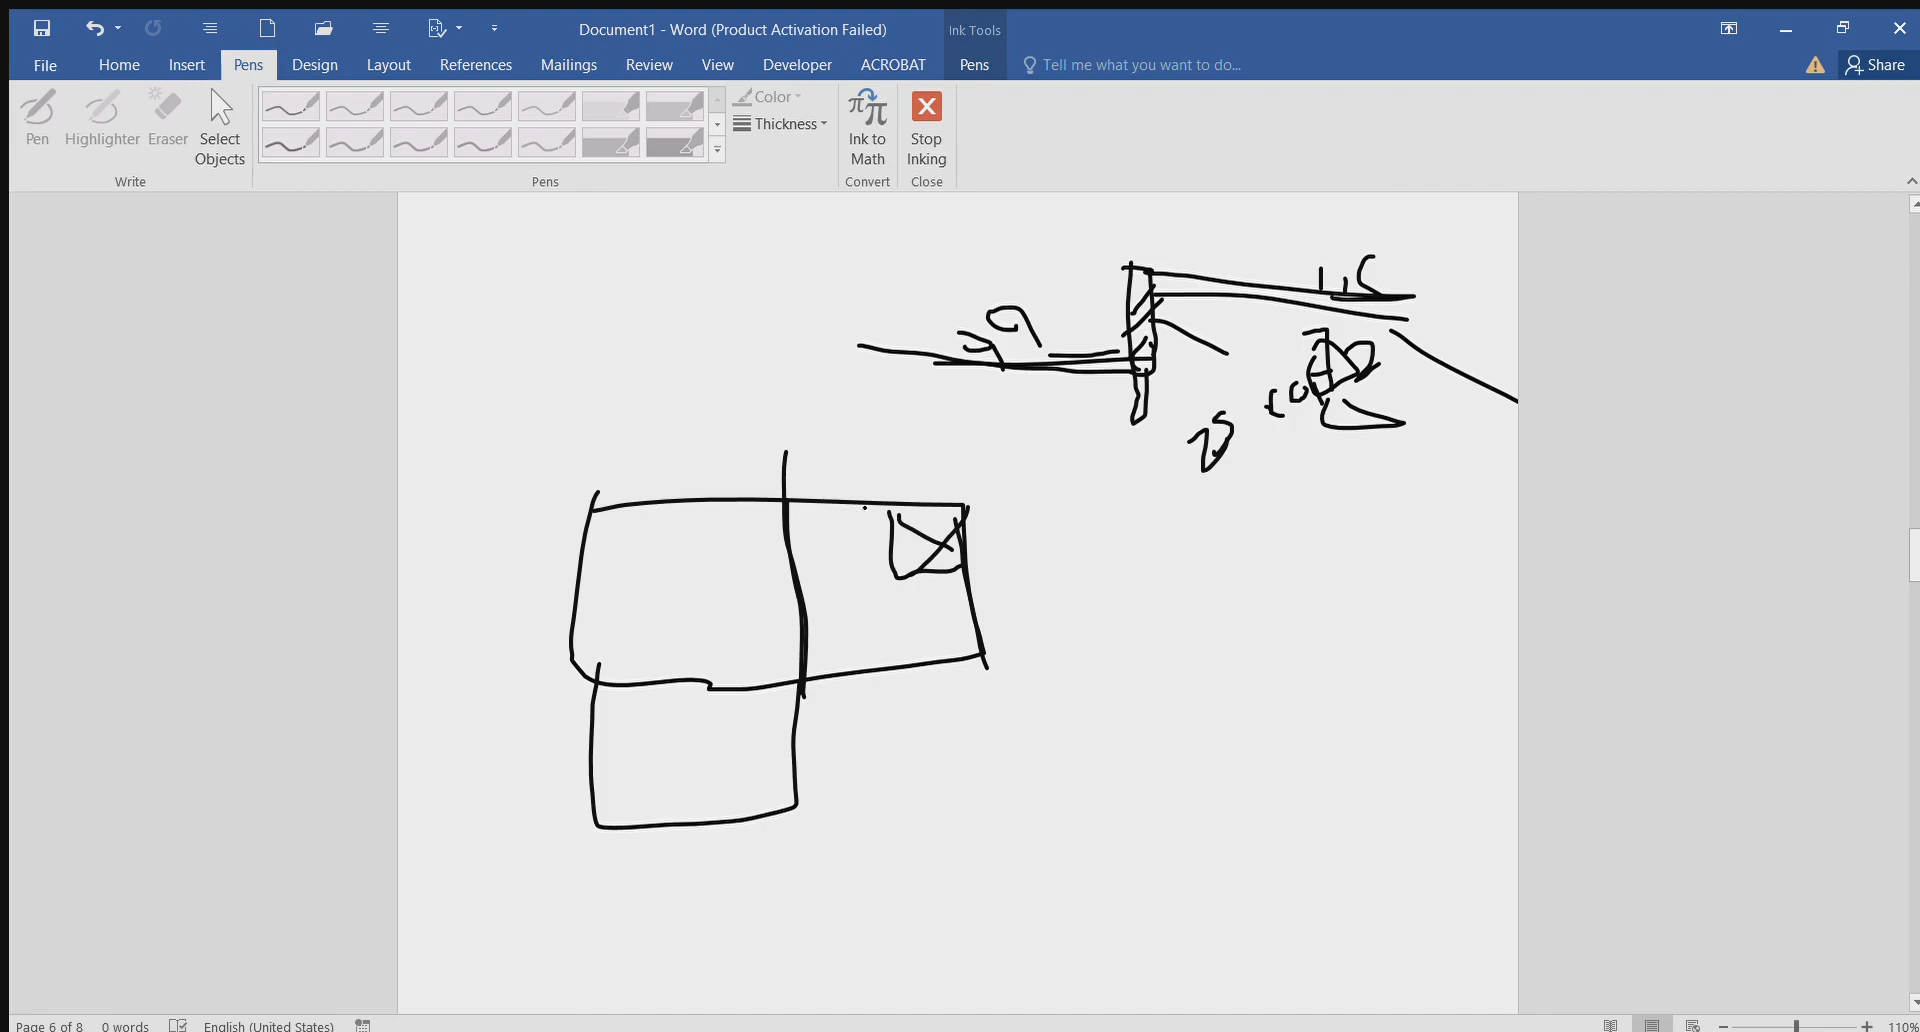 Document1 - Word (Product Activation Failed)
Ink Tools
File Home Insert Pens Design Layout References Mailings Review View Developer ACROBAT Pens Tell me what you want to do... Share
Pen Highlighter Eraser Select Objects
Color
Thickness
Ink to Math
Stop Inking
Write Pens Convert Close
Page 6 of 8 0 words English (United States) 110%